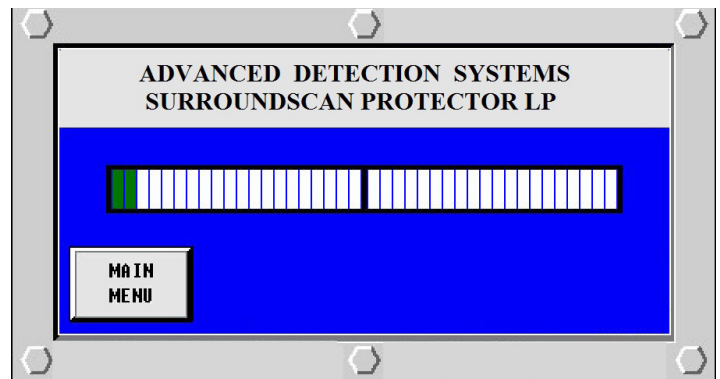 ADVANCED DETECTION SYSTEMS
SURROUNDSCAN PROTECTOR LP
MAIN
MENU